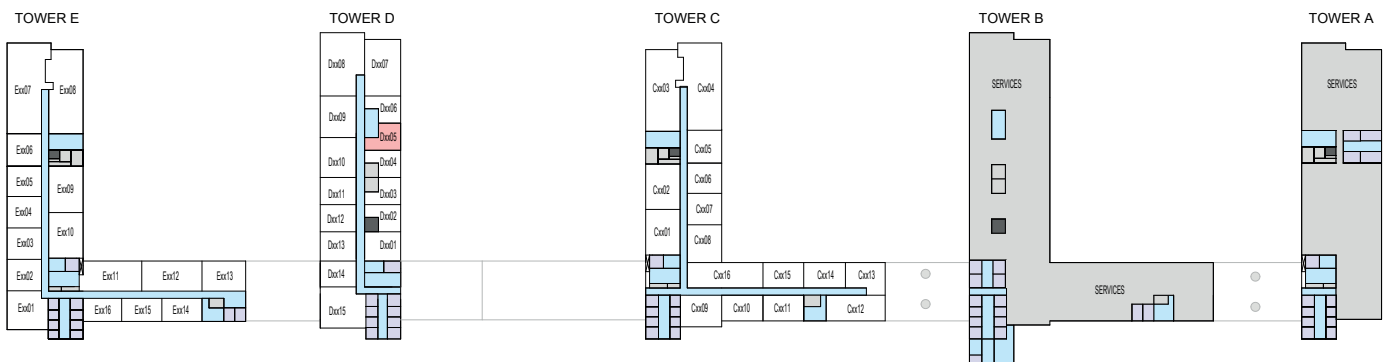 TOWER E
TOWER D
TOWER C
TOWER B
TOWER A
Exx07
Exx08
Exx06
Exx05
Exx09
Exx04
Exx03
Exx10
Exx02
Exx11
Exx12
Exx13
Exx01
Exx16
Exx15
Exx14
Dxx08
Dxx07
Dxx09
Dxx06
Dxx05
Dxx10
Dxx04
Dxx11
Dxx03
Dxx12
Dxx02
Dxx13
Dxx01
Dxx14
Dxx15
Cxx03
Cxx04
Cxx05
Cxx02
Cxx06
Cxx07
Cxx01
Cxx08
Cxx16
Cxx15
Cxx14
Cxx13
Cxx09
Cxx10
Cxx11
Cxx12
SERVICES
SERVICES
SERVICES